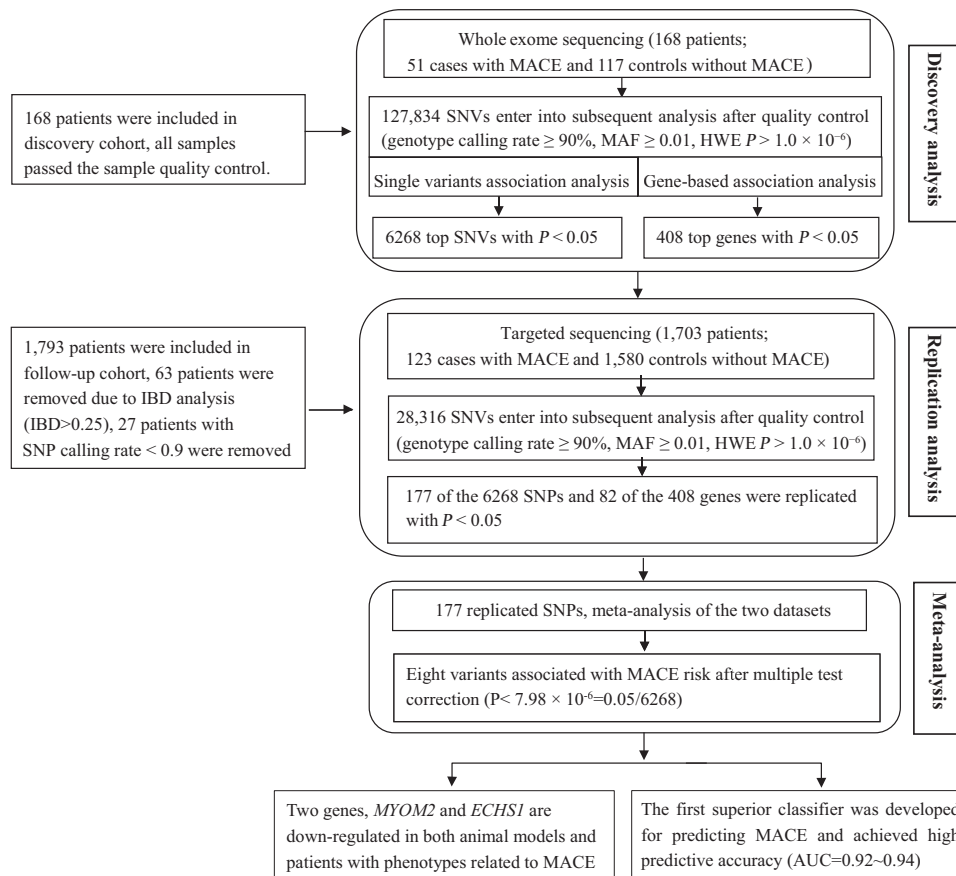 Whole exome sequencing (168 patients;
51 cases with MACE and 117 controls without MACE)
168 patients were included in
discovery cohort, all samples
passed the sample quality control.
127,834 SNVs enter into subsequent analysis after quality control
(genotype calling rate ≥ 90%, MAF ≥ 0.01, HWE P > 1.0 × 10⁻⁶)
Single variants association analysis
Gene-based association analysis
6268 top SNVs with P < 0.05
408 top genes with P < 0.05
Discovery analysis
Targeted sequencing (1,703 patients;
123 cases with MACE and 1,580 controls without MACE)
1,793 patients were included in
follow-up cohort, 63 patients were
removed due to IBD analysis
(IBD>0.25), 27 patients with
SNP calling rate < 0.9 were removed
28,316 SNVs enter into subsequent analysis after quality control
(genotype calling rate ≥ 90%, MAF ≥ 0.01, HWE P > 1.0 × 10⁻⁶)
177 of the 6268 SNPs and 82 of the 408 genes were replicated
with P < 0.05
Replication analysis
177 replicated SNPs, meta-analysis of the two datasets
Eight variants associated with MACE risk after multiple test
correction (P< 7.98 × 10⁻⁶=0.05/6268)
Meta-analysis
Two genes, MYOM2 and ECHS1 are
down-regulated in both animal models and
patients with phenotypes related to MACE
The first superior classifier was developed
for predicting MACE and achieved high
predictive accuracy (AUC=0.92~0.94)